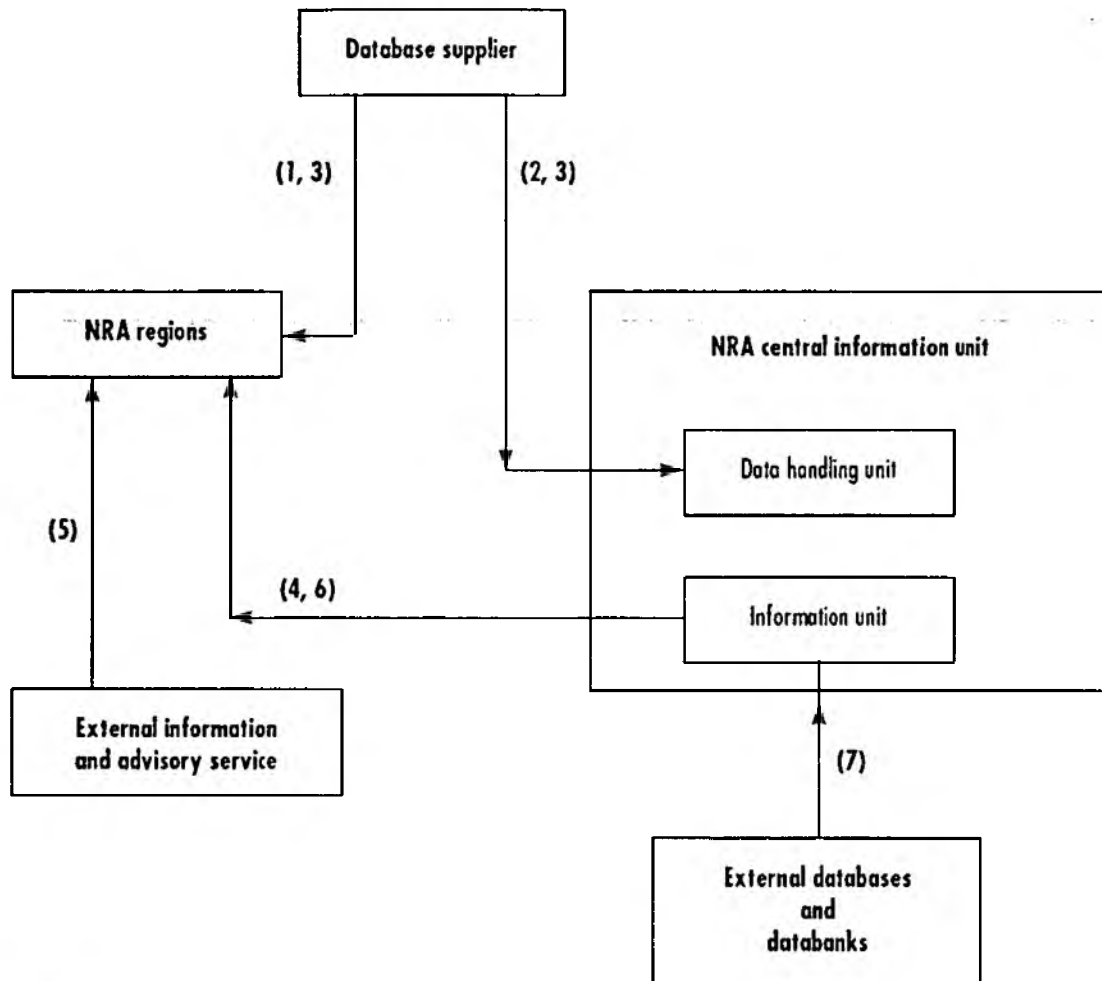 Database supplier
(1, 3)
(2, 3)
NRA regions
NRA central information unit
Data handling unit
(5)
(4, 6)
Information unit
External information
and advisory service
(7)
External databases
and
databanks